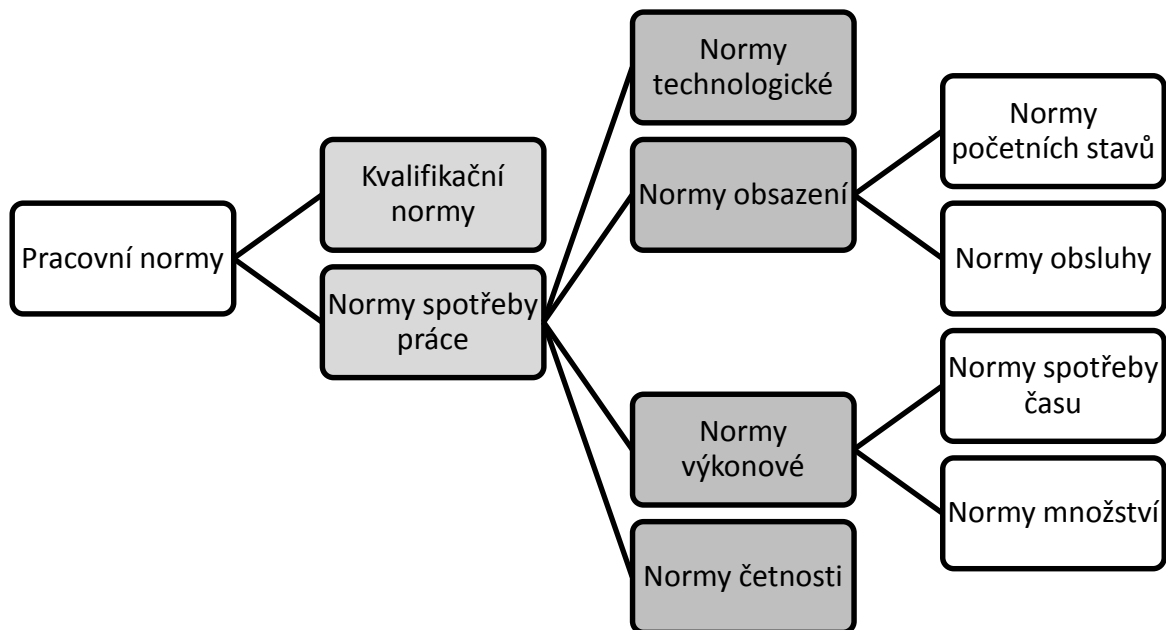 Pracovní normy
Kvalifikační
normy
Normy spotřeby
práce
Normy
technologické
Normy obsazení
Normy
výkonové
Normy četnosti
Normy
početních stavů
Normy obsluhy
Normy spotřeby
času
Normy množství